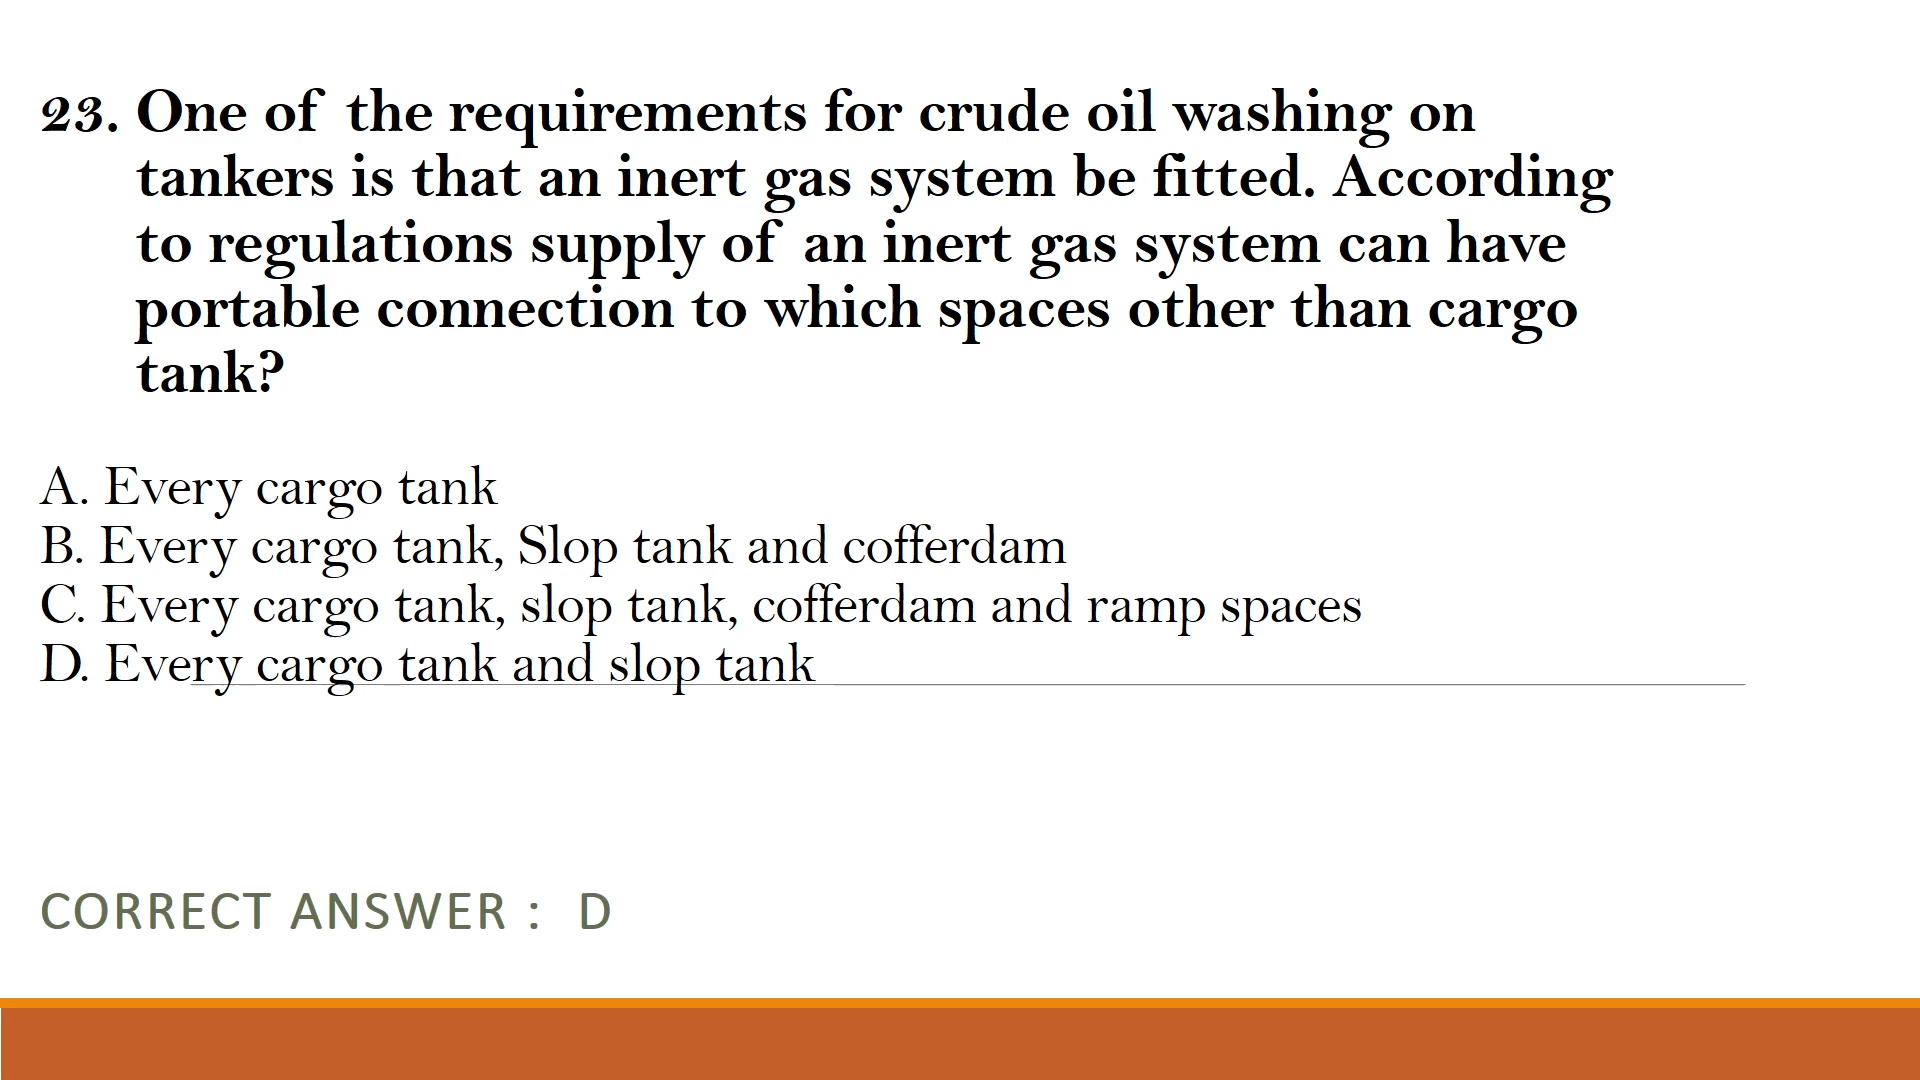 23. One of the requirements for crude oil washing on
tankers is that an inert gas system be fitted. According
to regulations supply of an inert gas system can have
portable connection to which spaces other than cargo
tank?
A. Every cargo tank
B. Every cargo tank, Slop tank and cofferdam
C. Every cargo tank, slop tank, cofferdam and ramp spaces
D. Every cargo tank and slop tank
CORRECT ANSWER : D